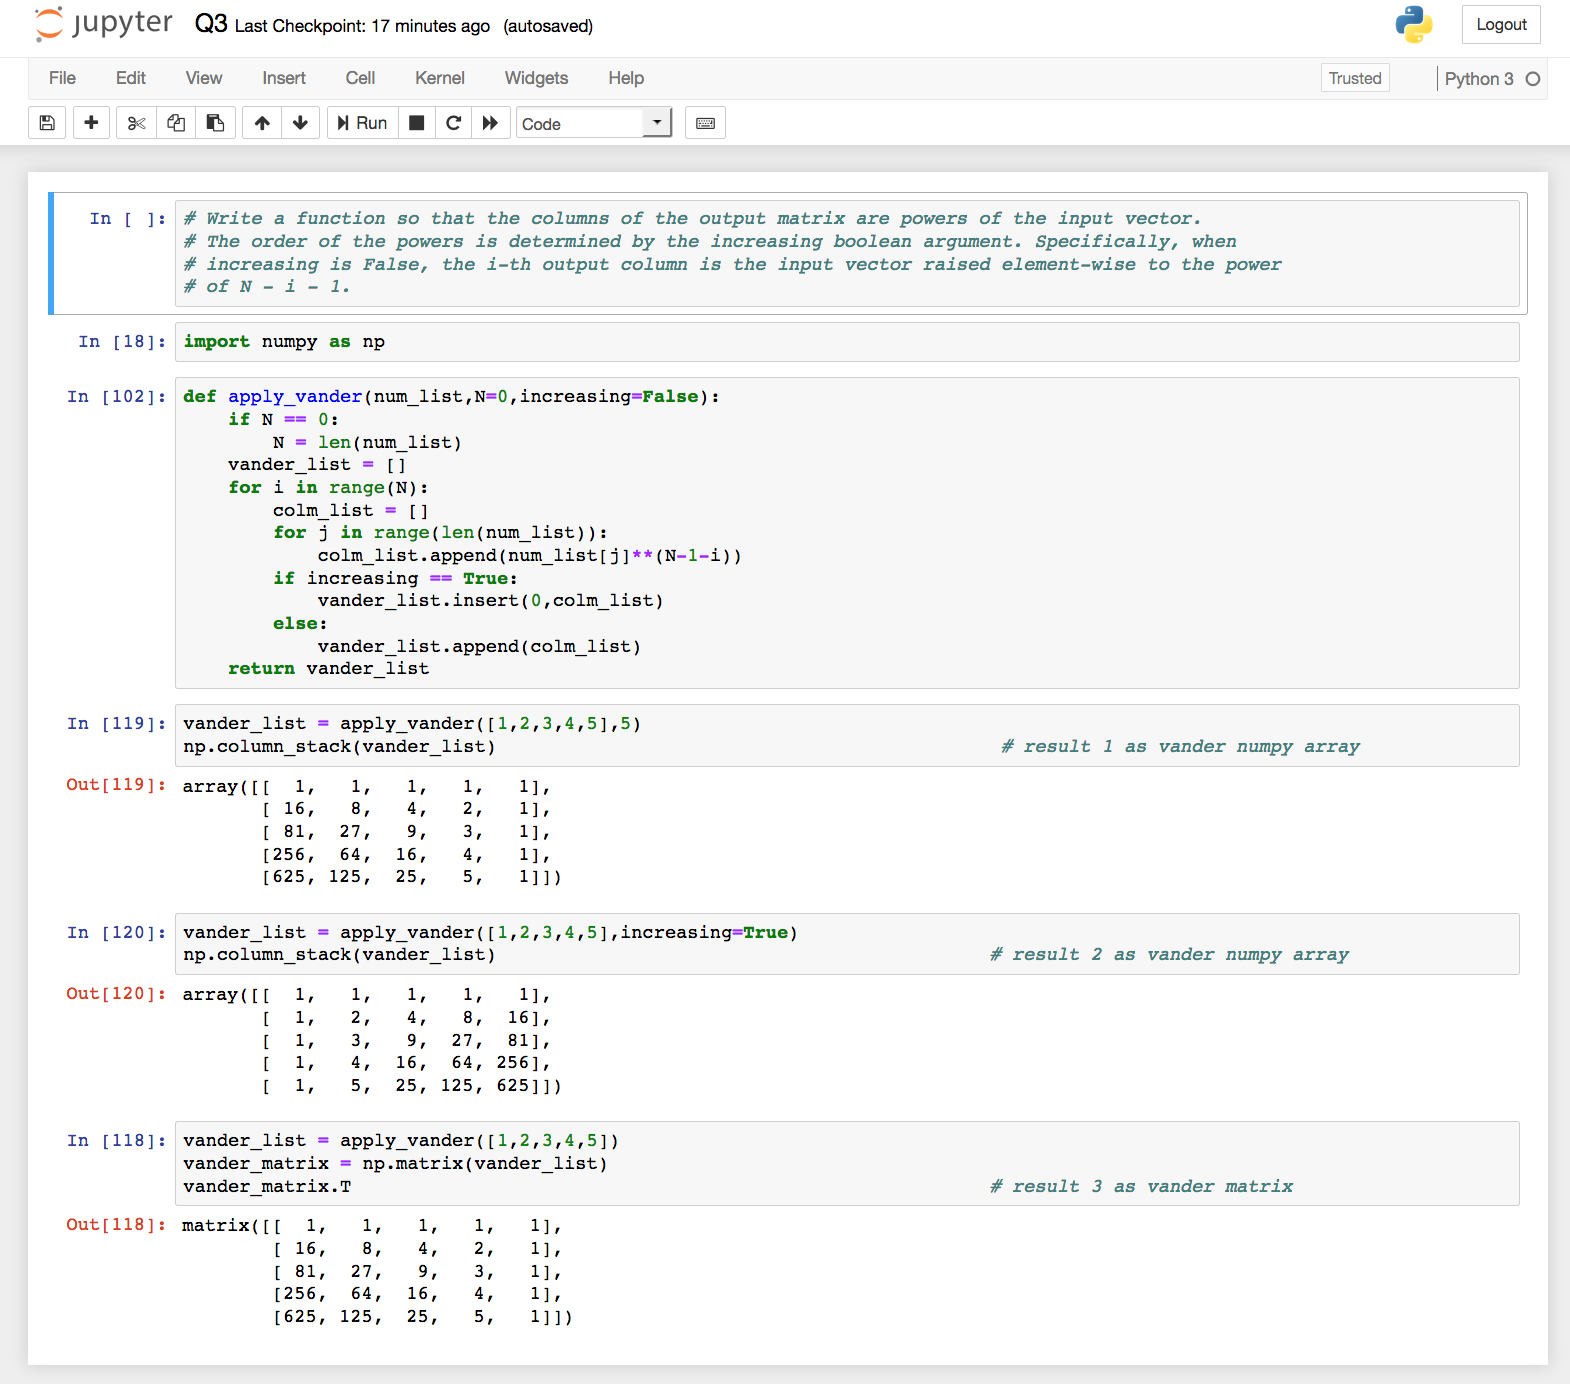 jupyter Q3 Last Checkpoint: 17 minutes ago (autosaved) Logout
File Edit View Insert Cell Kernel Widgets Help Trusted Python 3
Run Code
In [ ]: # Write a function so that the columns of the output matrix are powers of the input vector.
# The order of the powers is determined by the increasing boolean argument. Specifically, when
# increasing is False, the i-th output column is the input vector raised element-wise to the power
# of N - i - 1.
In [18]: import numpy as np
In [102]: def apply_vander(num_list,N=0,increasing=False):
    if N == 0:
        N = len(num_list)
    vander_list = []
    for i in range(N):
        colm_list = []
        for j in range(len(num_list)):
            colm_list.append(num_list[j]**(N-1-i))
        if increasing == True:
            vander_list.insert(0,colm_list)
        else:
            vander_list.append(colm_list)
    return vander_list
In [119]: vander_list = apply_vander([1,2,3,4,5],5)
np.column_stack(vander_list) # result 1 as vander numpy array
Out[119]: array([[  1,   1,   1,   1,   1],
       [ 16,   8,   4,   2,   1],
       [ 81,  27,   9,   3,   1],
       [256,  64,  16,   4,   1],
       [625, 125,  25,   5,   1]])
In [120]: vander_list = apply_vander([1,2,3,4,5],increasing=True)
np.column_stack(vander_list) # result 2 as vander numpy array
Out[120]: array([[  1,   1,   1,   1,   1],
       [  1,   2,   4,   8,  16],
       [  1,   3,   9,  27,  81],
       [  1,   4,  16,  64, 256],
       [  1,   5,  25, 125, 625]])
In [118]: vander_list = apply_vander([1,2,3,4,5])
vander_matrix = np.matrix(vander_list)
vander_matrix.T # result 3 as vander matrix
Out[118]: matrix([[  1,   1,   1,   1,   1],
        [ 16,   8,   4,   2,   1],
        [ 81,  27,   9,   3,   1],
        [256,  64,  16,   4,   1],
        [625, 125,  25,   5,   1]])